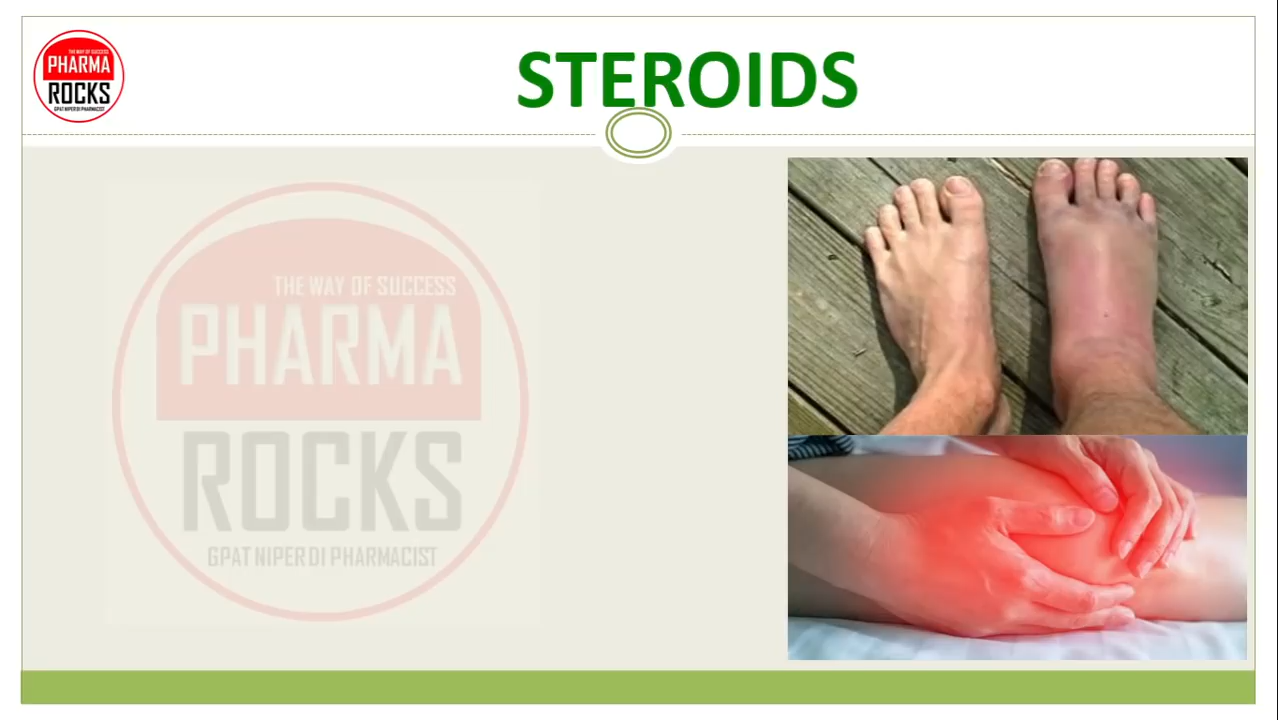 THE WAY OF SUCCESS
PHARMA
ROCKS
GPAT NIPER DI PHARMACIST
STEROIDS
THE WAY OF SUCCESS
PHARMA
ROCKS
GPAT NIPER DI PHARMACIST